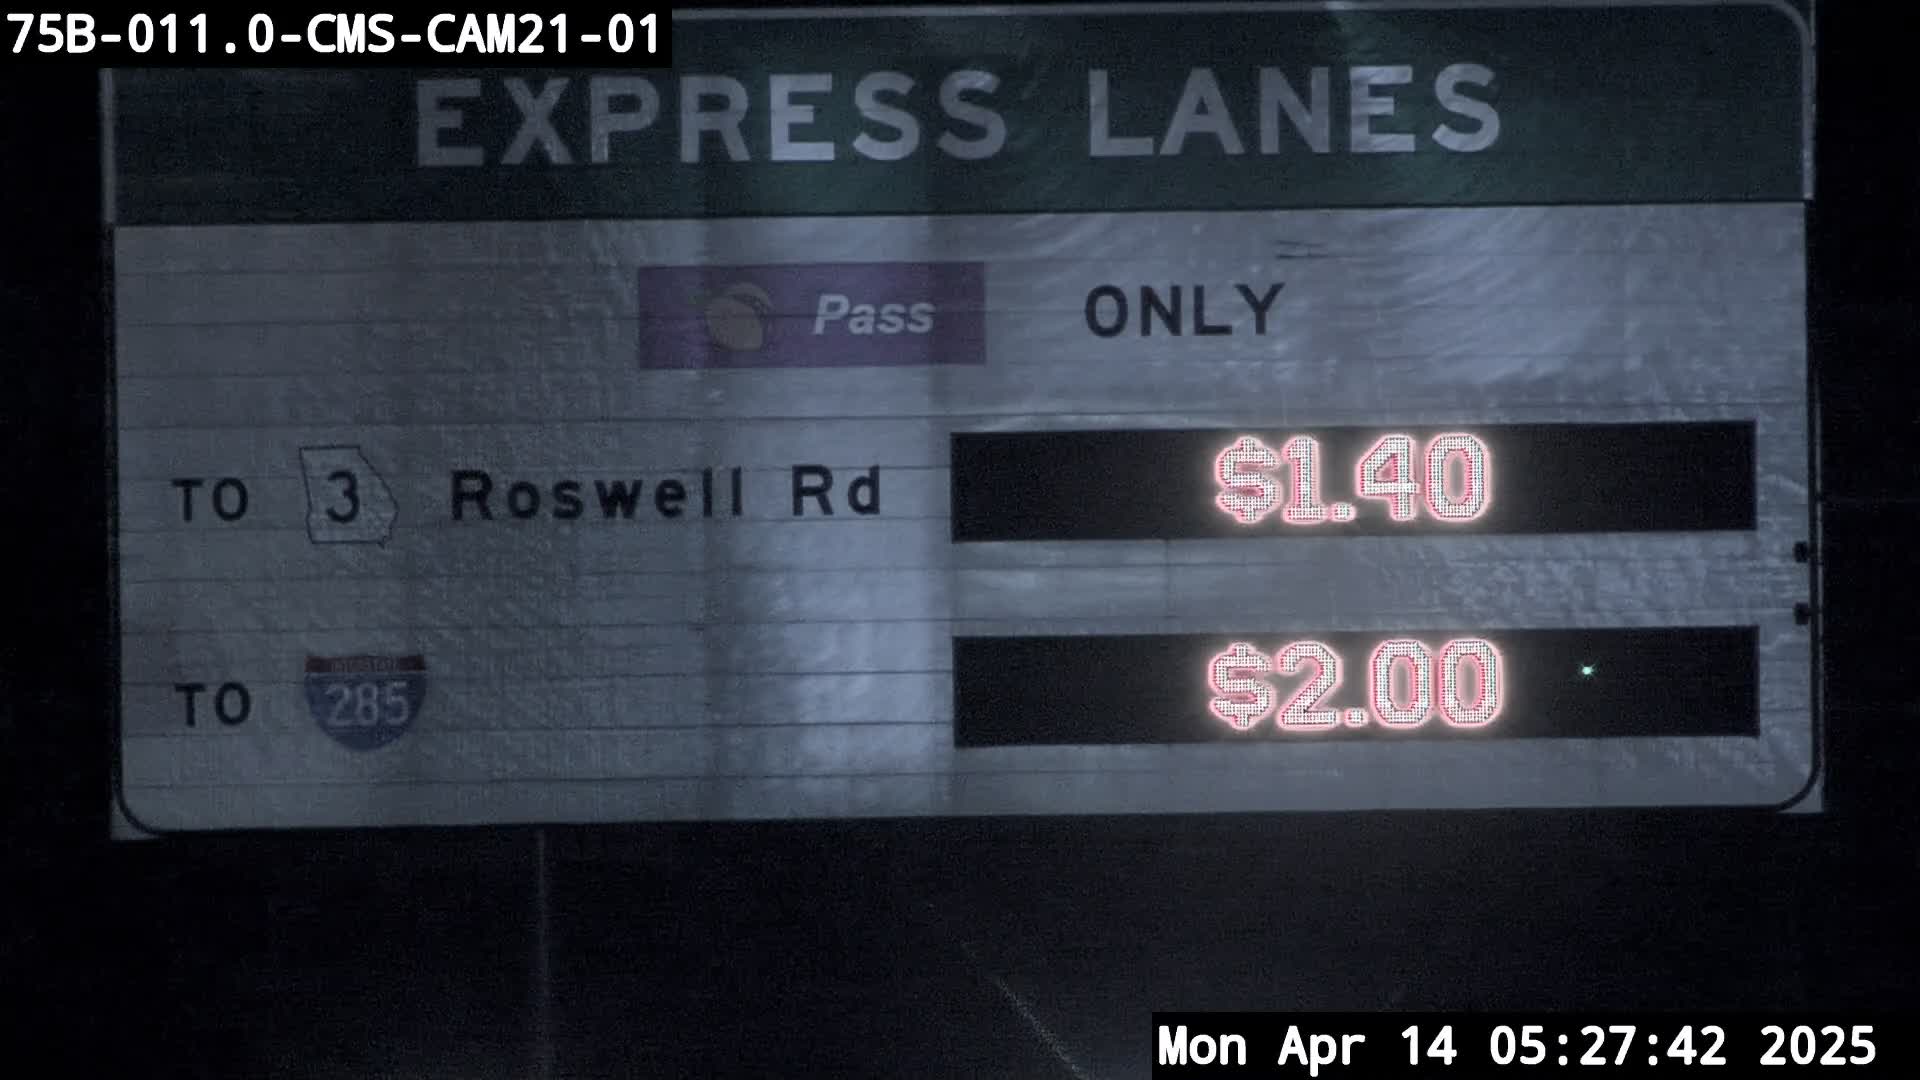 75B-011.0-CMS-CAM21-01
EXPRESS LANES
Pass ONLY
TO 3 Roswell Rd $1.40
TO 285 $2.00
Mon Apr 14 05:27:42 2025